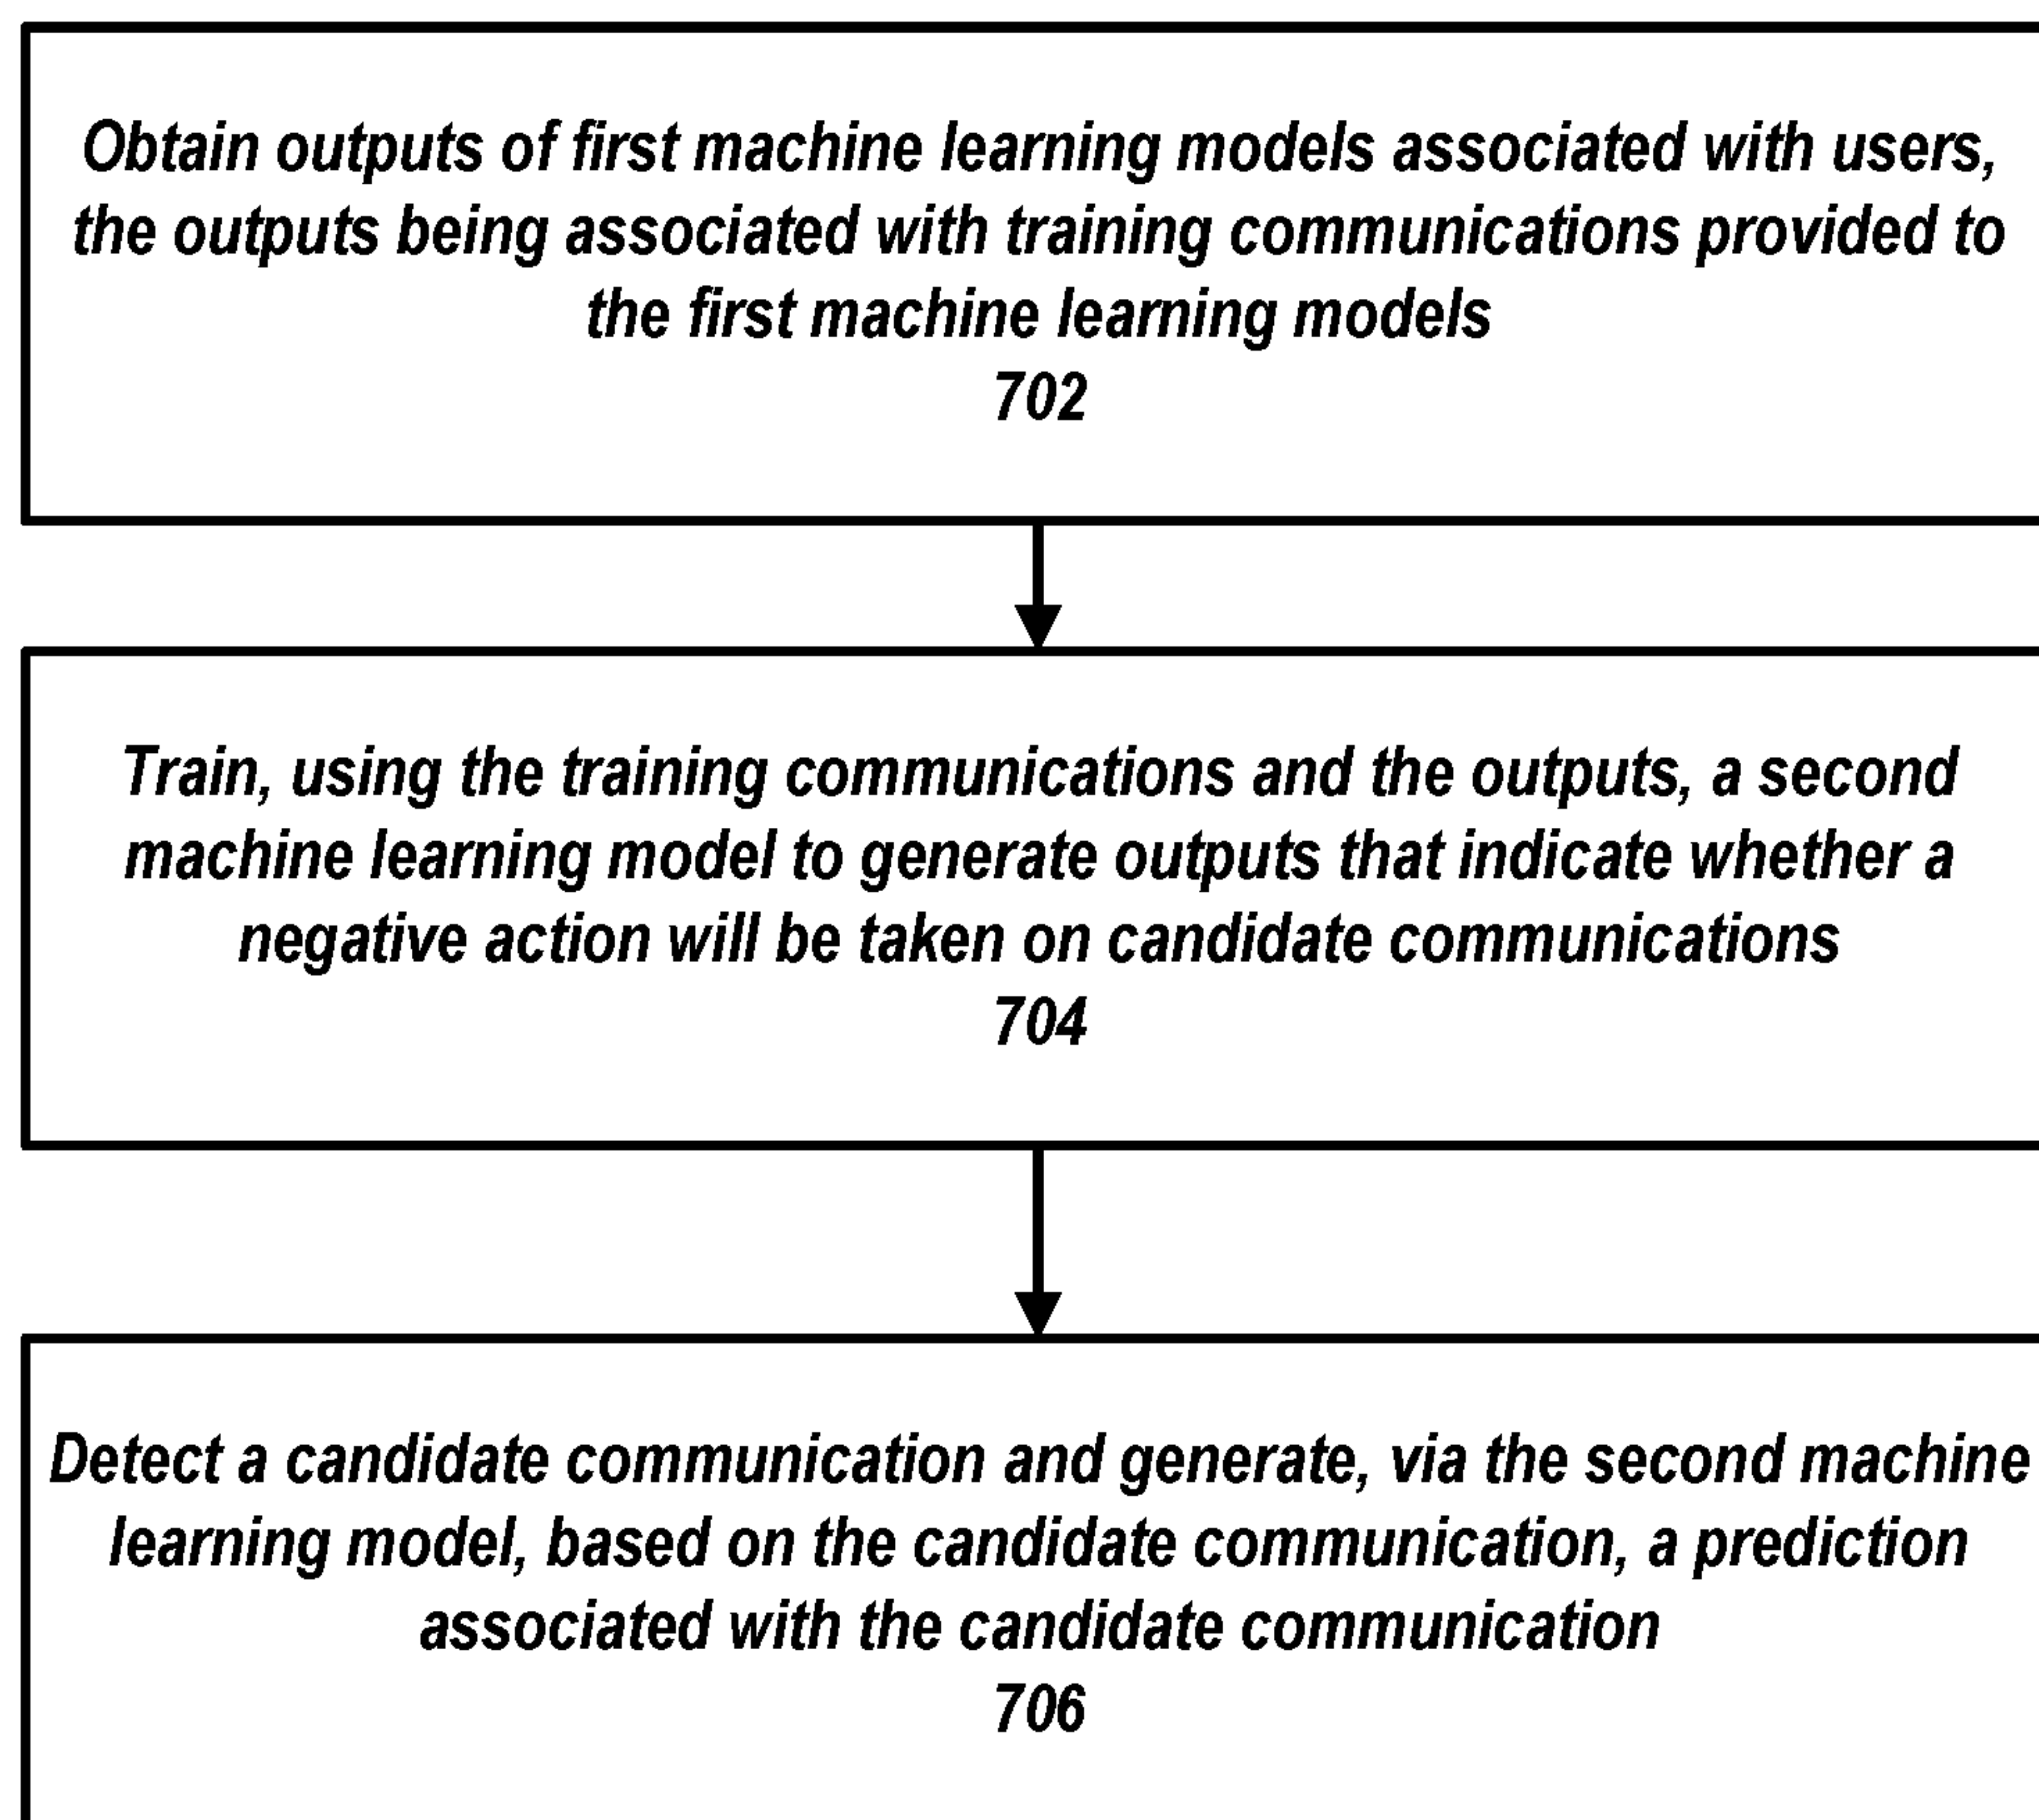 Obtain outputs of first machine learning models associated with users,
the outputs being associated with training communications provided to
the first machine learning models
702
Train, using the training communications and the outputs, a second
machine learning model to generate outputs that indicate whether a
negative action will be taken on candidate communications
704
Detect a candidate communication and generate, via the second machine
learning model, based on the candidate communication, a prediction
associated with the candidate communication
706